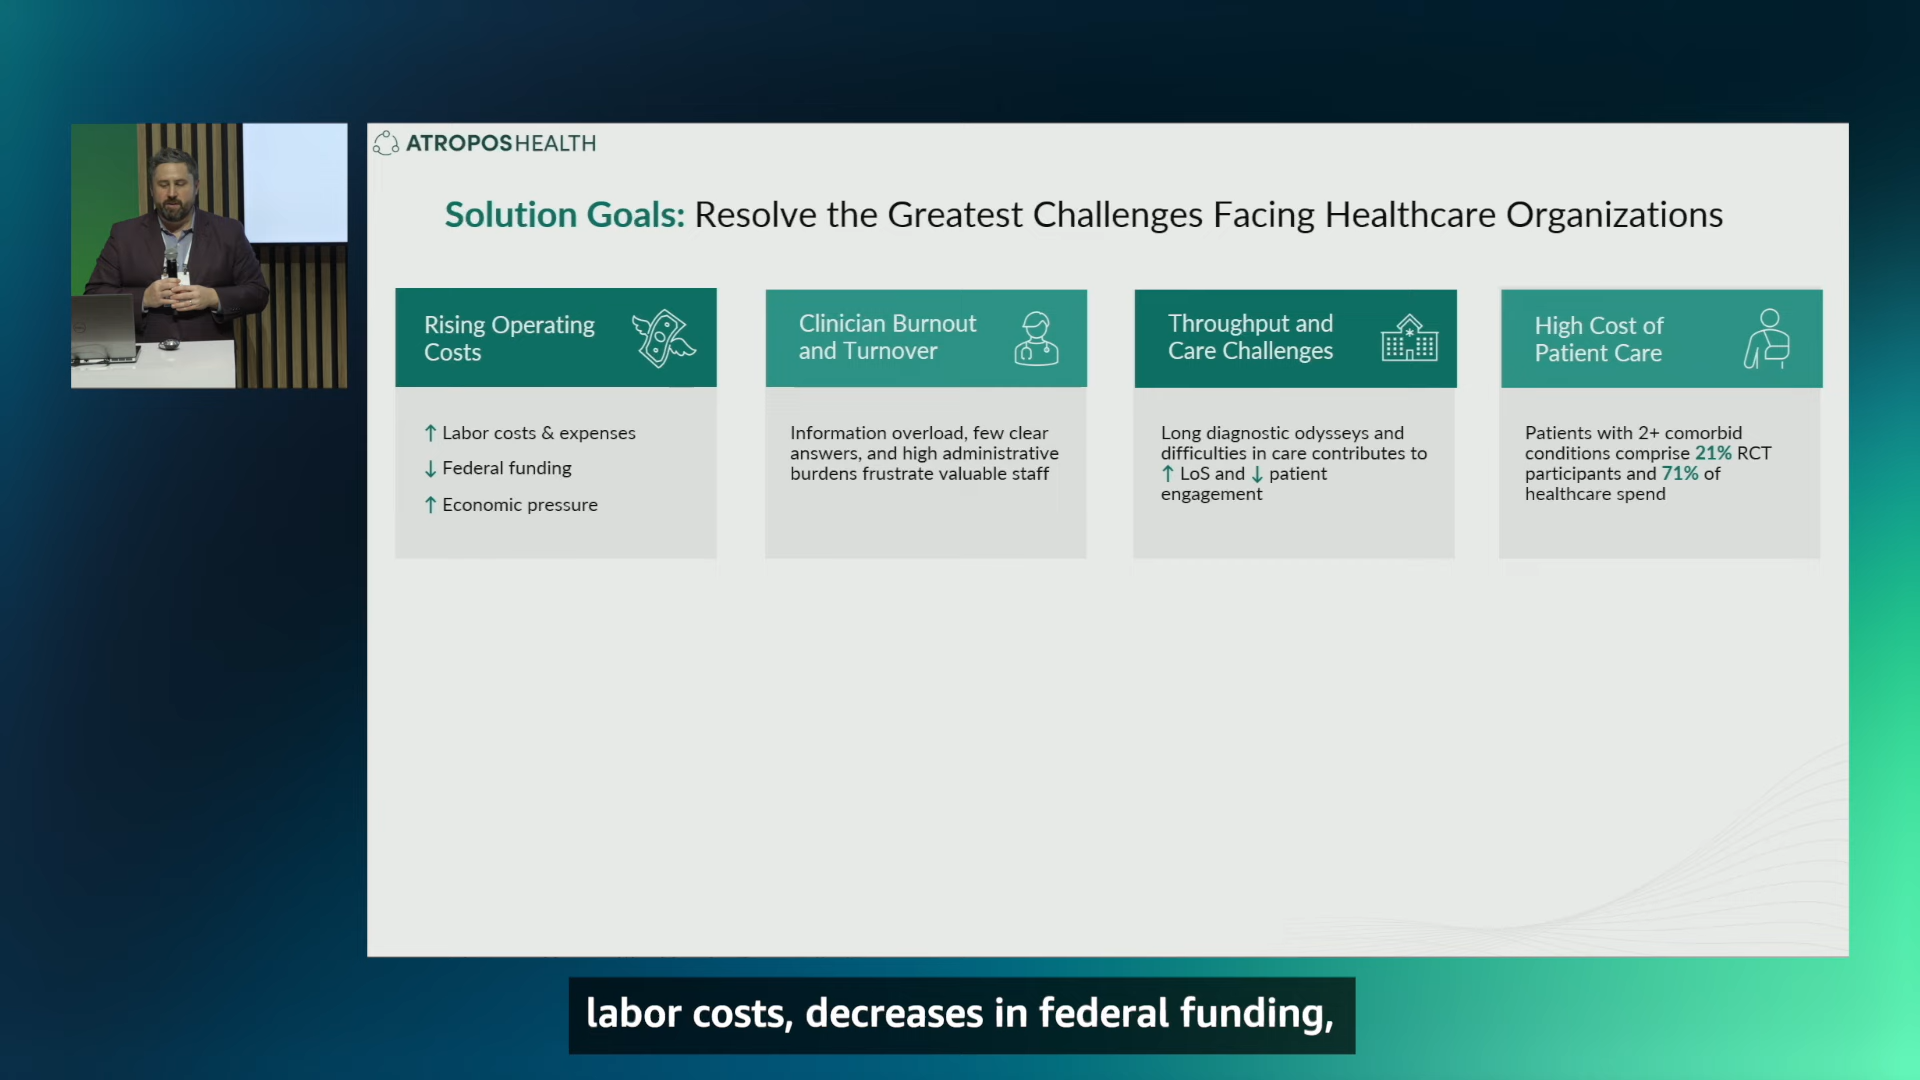 ATROPOSHEALTH
Solution Goals: Resolve the Greatest Challenges Facing Healthcare Organizations
Rising Operating
Costs
↑ Labor costs & expenses
↓ Federal funding
↑ Economic pressure
Clinician Burnout
and Turnover
Information overload, few clear
answers, and high administrative
burdens frustrate valuable staff
Throughput and
Care Challenges
Long diagnostic odysseys and
difficulties in care contributes to
↑ LoS and ↓ patient
engagement
High Cost of
Patient Care
Patients with 2+ comorbid
conditions comprise 21% RCT
participants and 71% of
healthcare spend
labor costs, decreases in federal funding,